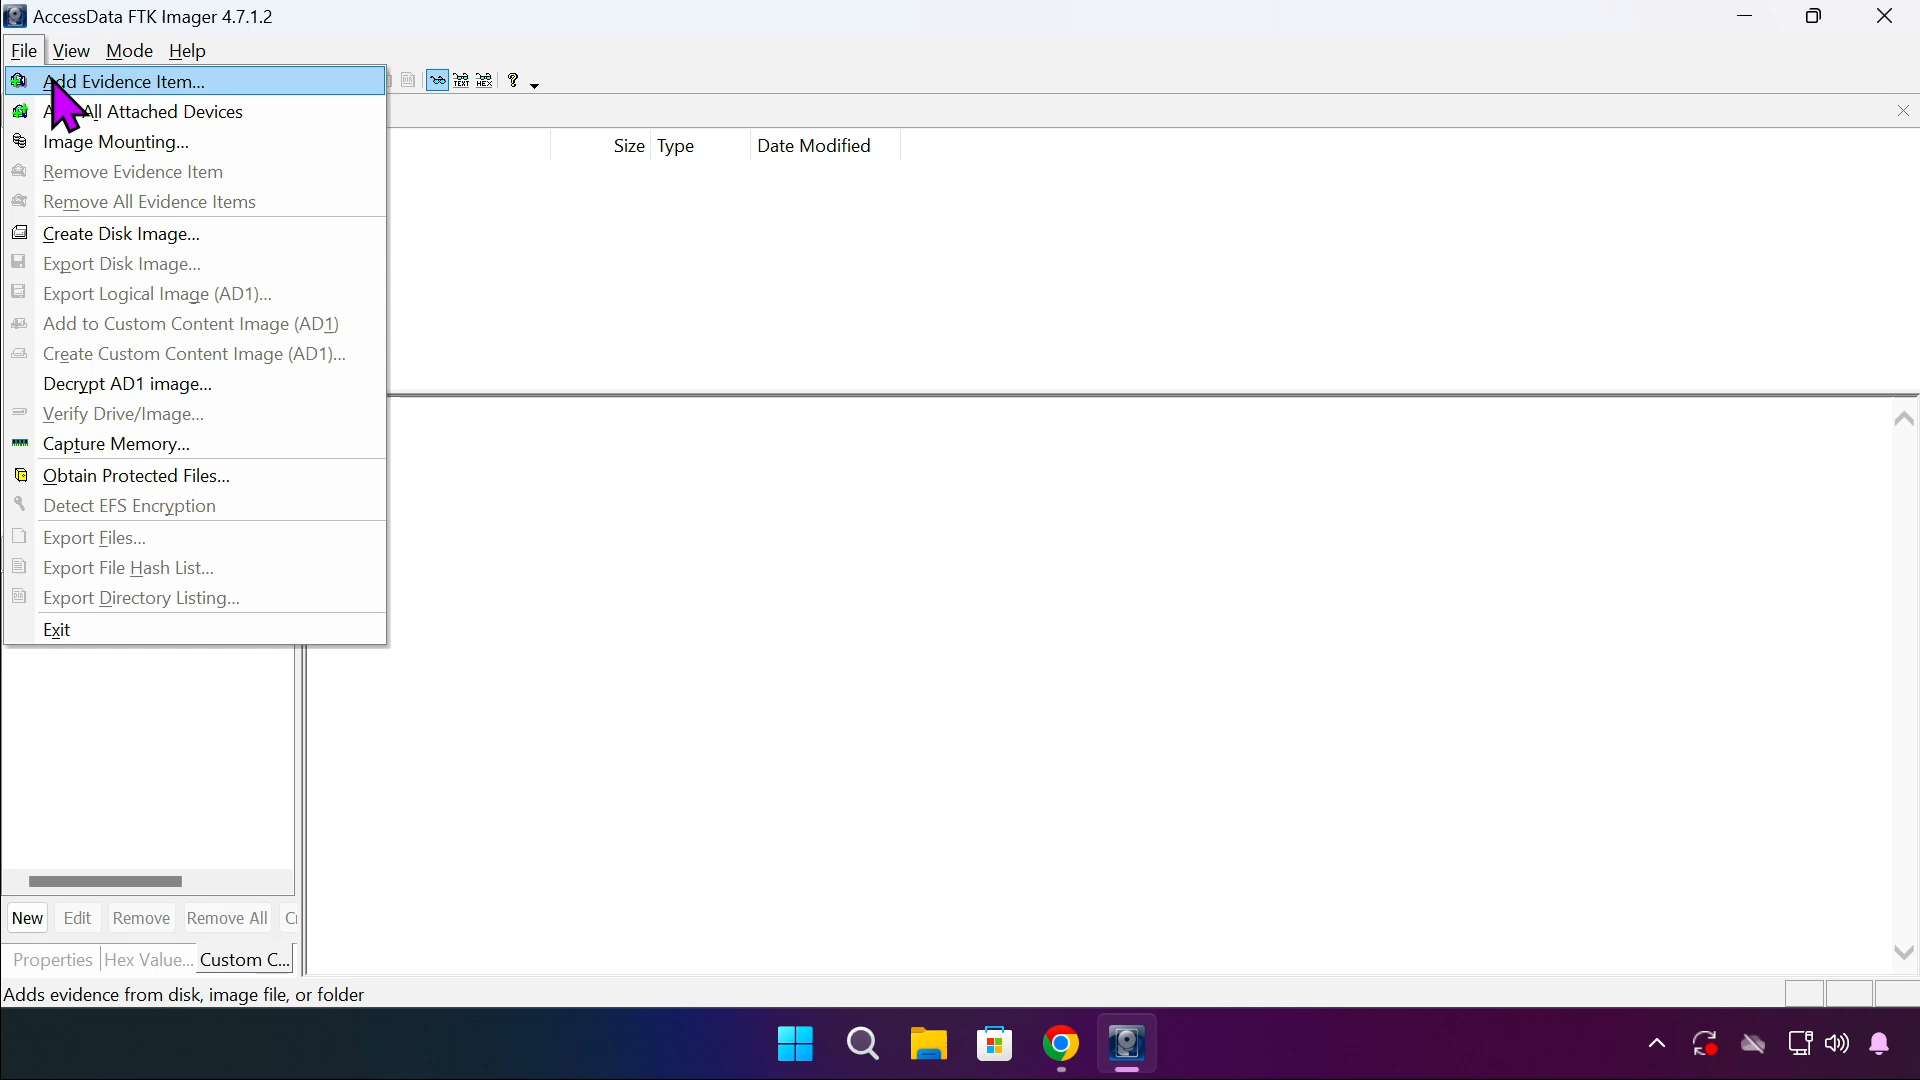 AccessData FTK Imager 4.7.1.2
File View Mode Help
Add Evidence Item...
All Attached Devices
Size Type Date Modified
Image Mounting...
Remove Evidence Item
Remove All Evidence Items
Create Disk Image...
Export Disk Image...
Export Logical Image (AD1)...
Add to Custom Content Image (AD1)
Create Custom Content Image (AD1)...
Decrypt AD1 image...
Verify Drive/Image...
Capture Memory...
Obtain Protected Files...
Detect EFS Encryption
Export Files...
Export File Hash List...
Export Directory Listing...
Exit
New Edit Remove Remove All
Properties Hex Value... Custom C...
Adds evidence from disk, image file, or folder